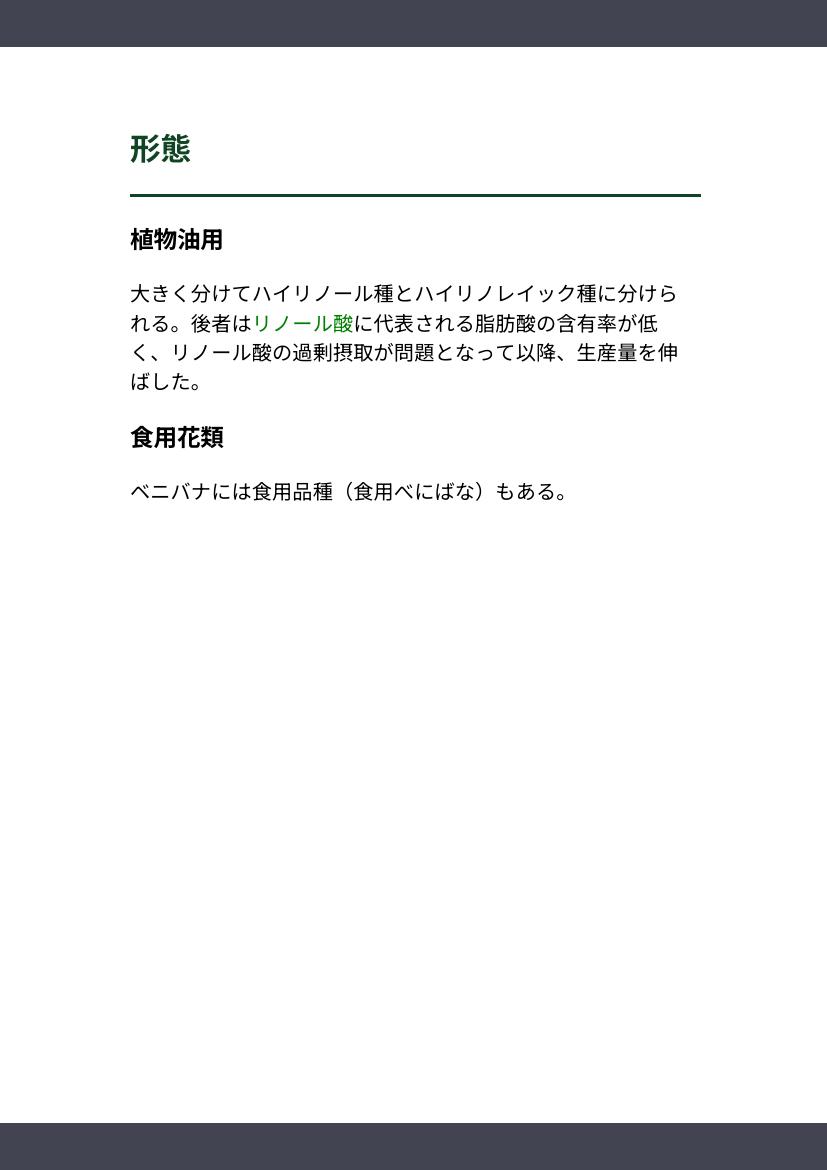 形態
植物油用
大きく分けてハイリノール種とハイリノレイック種に分けら
れる。後者はリノール酸に代表される脂肪酸の含有率が低
く、リノール酸の過剰摂取が問題となって以降、生産量を伸
ばした。
食用花類
ベニバナには食用品種（食用べにばな）もある。